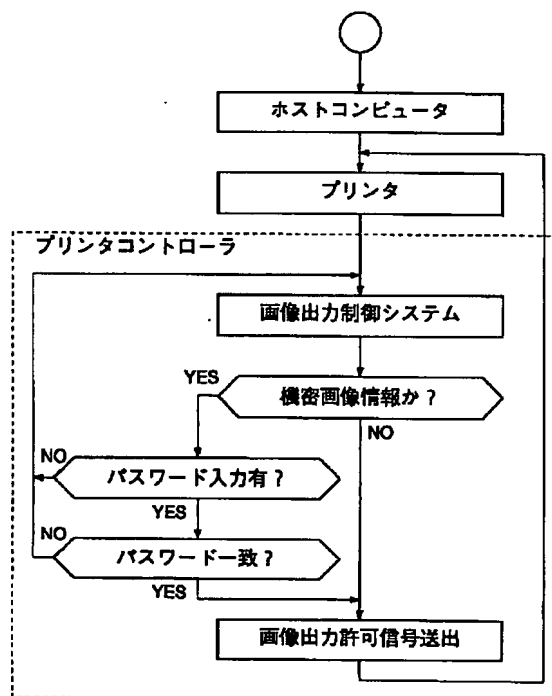 ホストコンピュータ
プリンタ
プリンタコントローラ
画像出力制御システム
YES
機密画像情報か?
NO
NO
パスワード入力有?
YES
NO
パスワード一致?
YES
画像出力許可信号送出